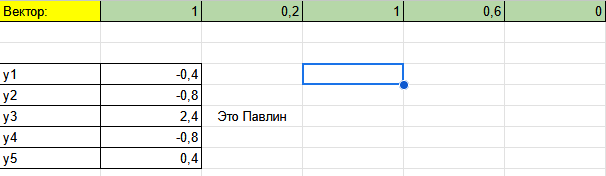 Вектор: 1 0,2 1 0,6 0
y1 -0,4
y2 -0,8
y3 2,4 Это Павлин
y4 -0,8
y5 0,4